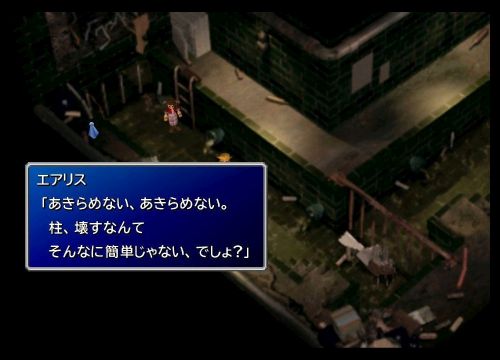 エアリス
「あきらめない、あきらめない。
柱、壊すなんて
そんなに簡単じゃない、でしょ?」